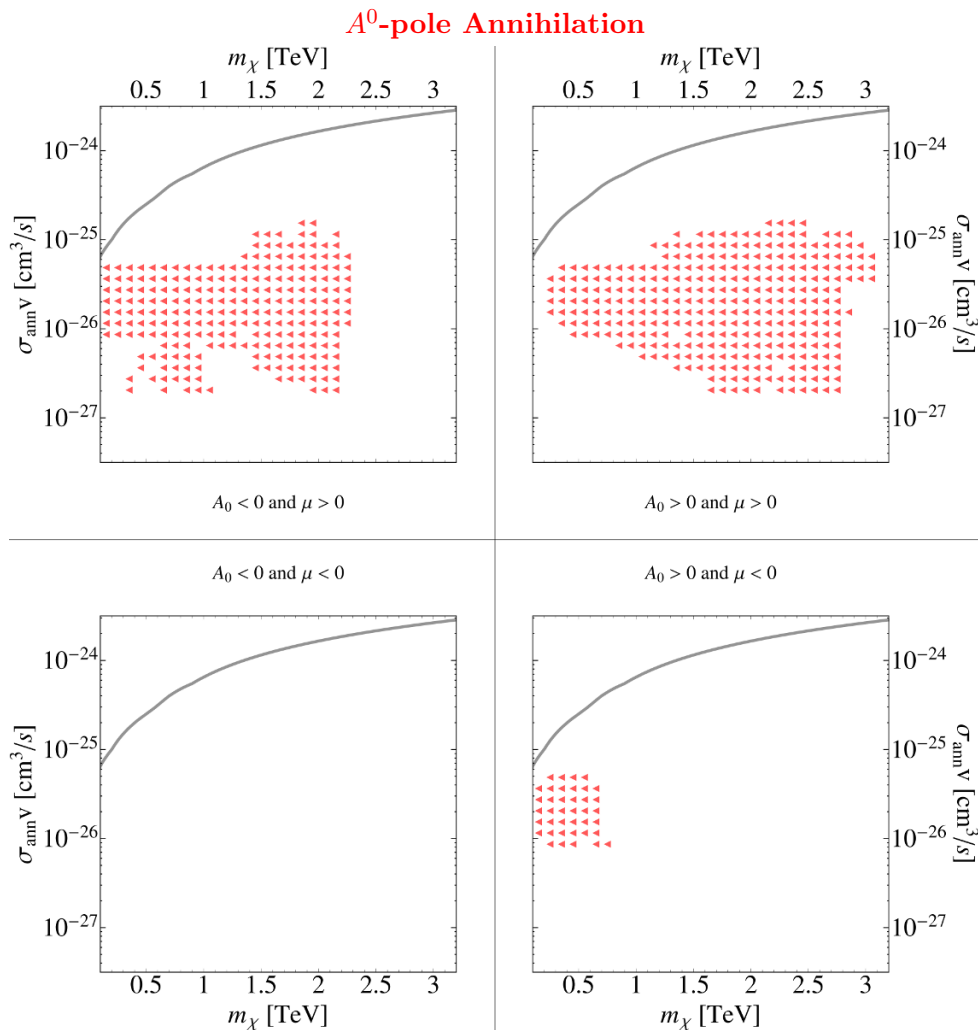 A⁰-pole Annihilation
m_χ [TeV] m_χ [TeV]
0.5 1 1.5 2 2.5 3 0.5 1 1.5 2 2.5 3
10⁻²⁴ 10⁻²⁴
10⁻²⁵ 10⁻²⁵
σ_ann v [cm³/s] σ_ann v [cm³/s]
10⁻²⁶ 10⁻²⁶
10⁻²⁷ 10⁻²⁷
A₀ < 0 and μ > 0 A₀ > 0 and μ > 0
A₀ < 0 and μ < 0 A₀ > 0 and μ < 0
10⁻²⁴ 10⁻²⁴
10⁻²⁵ 10⁻²⁵
σ_ann v [cm³/s] σ_ann v [cm³/s]
10⁻²⁶ 10⁻²⁶
10⁻²⁷ 10⁻²⁷
0.5 1 1.5 2 2.5 3 0.5 1 1.5 2 2.5 3
m_χ [TeV] m_χ [TeV]